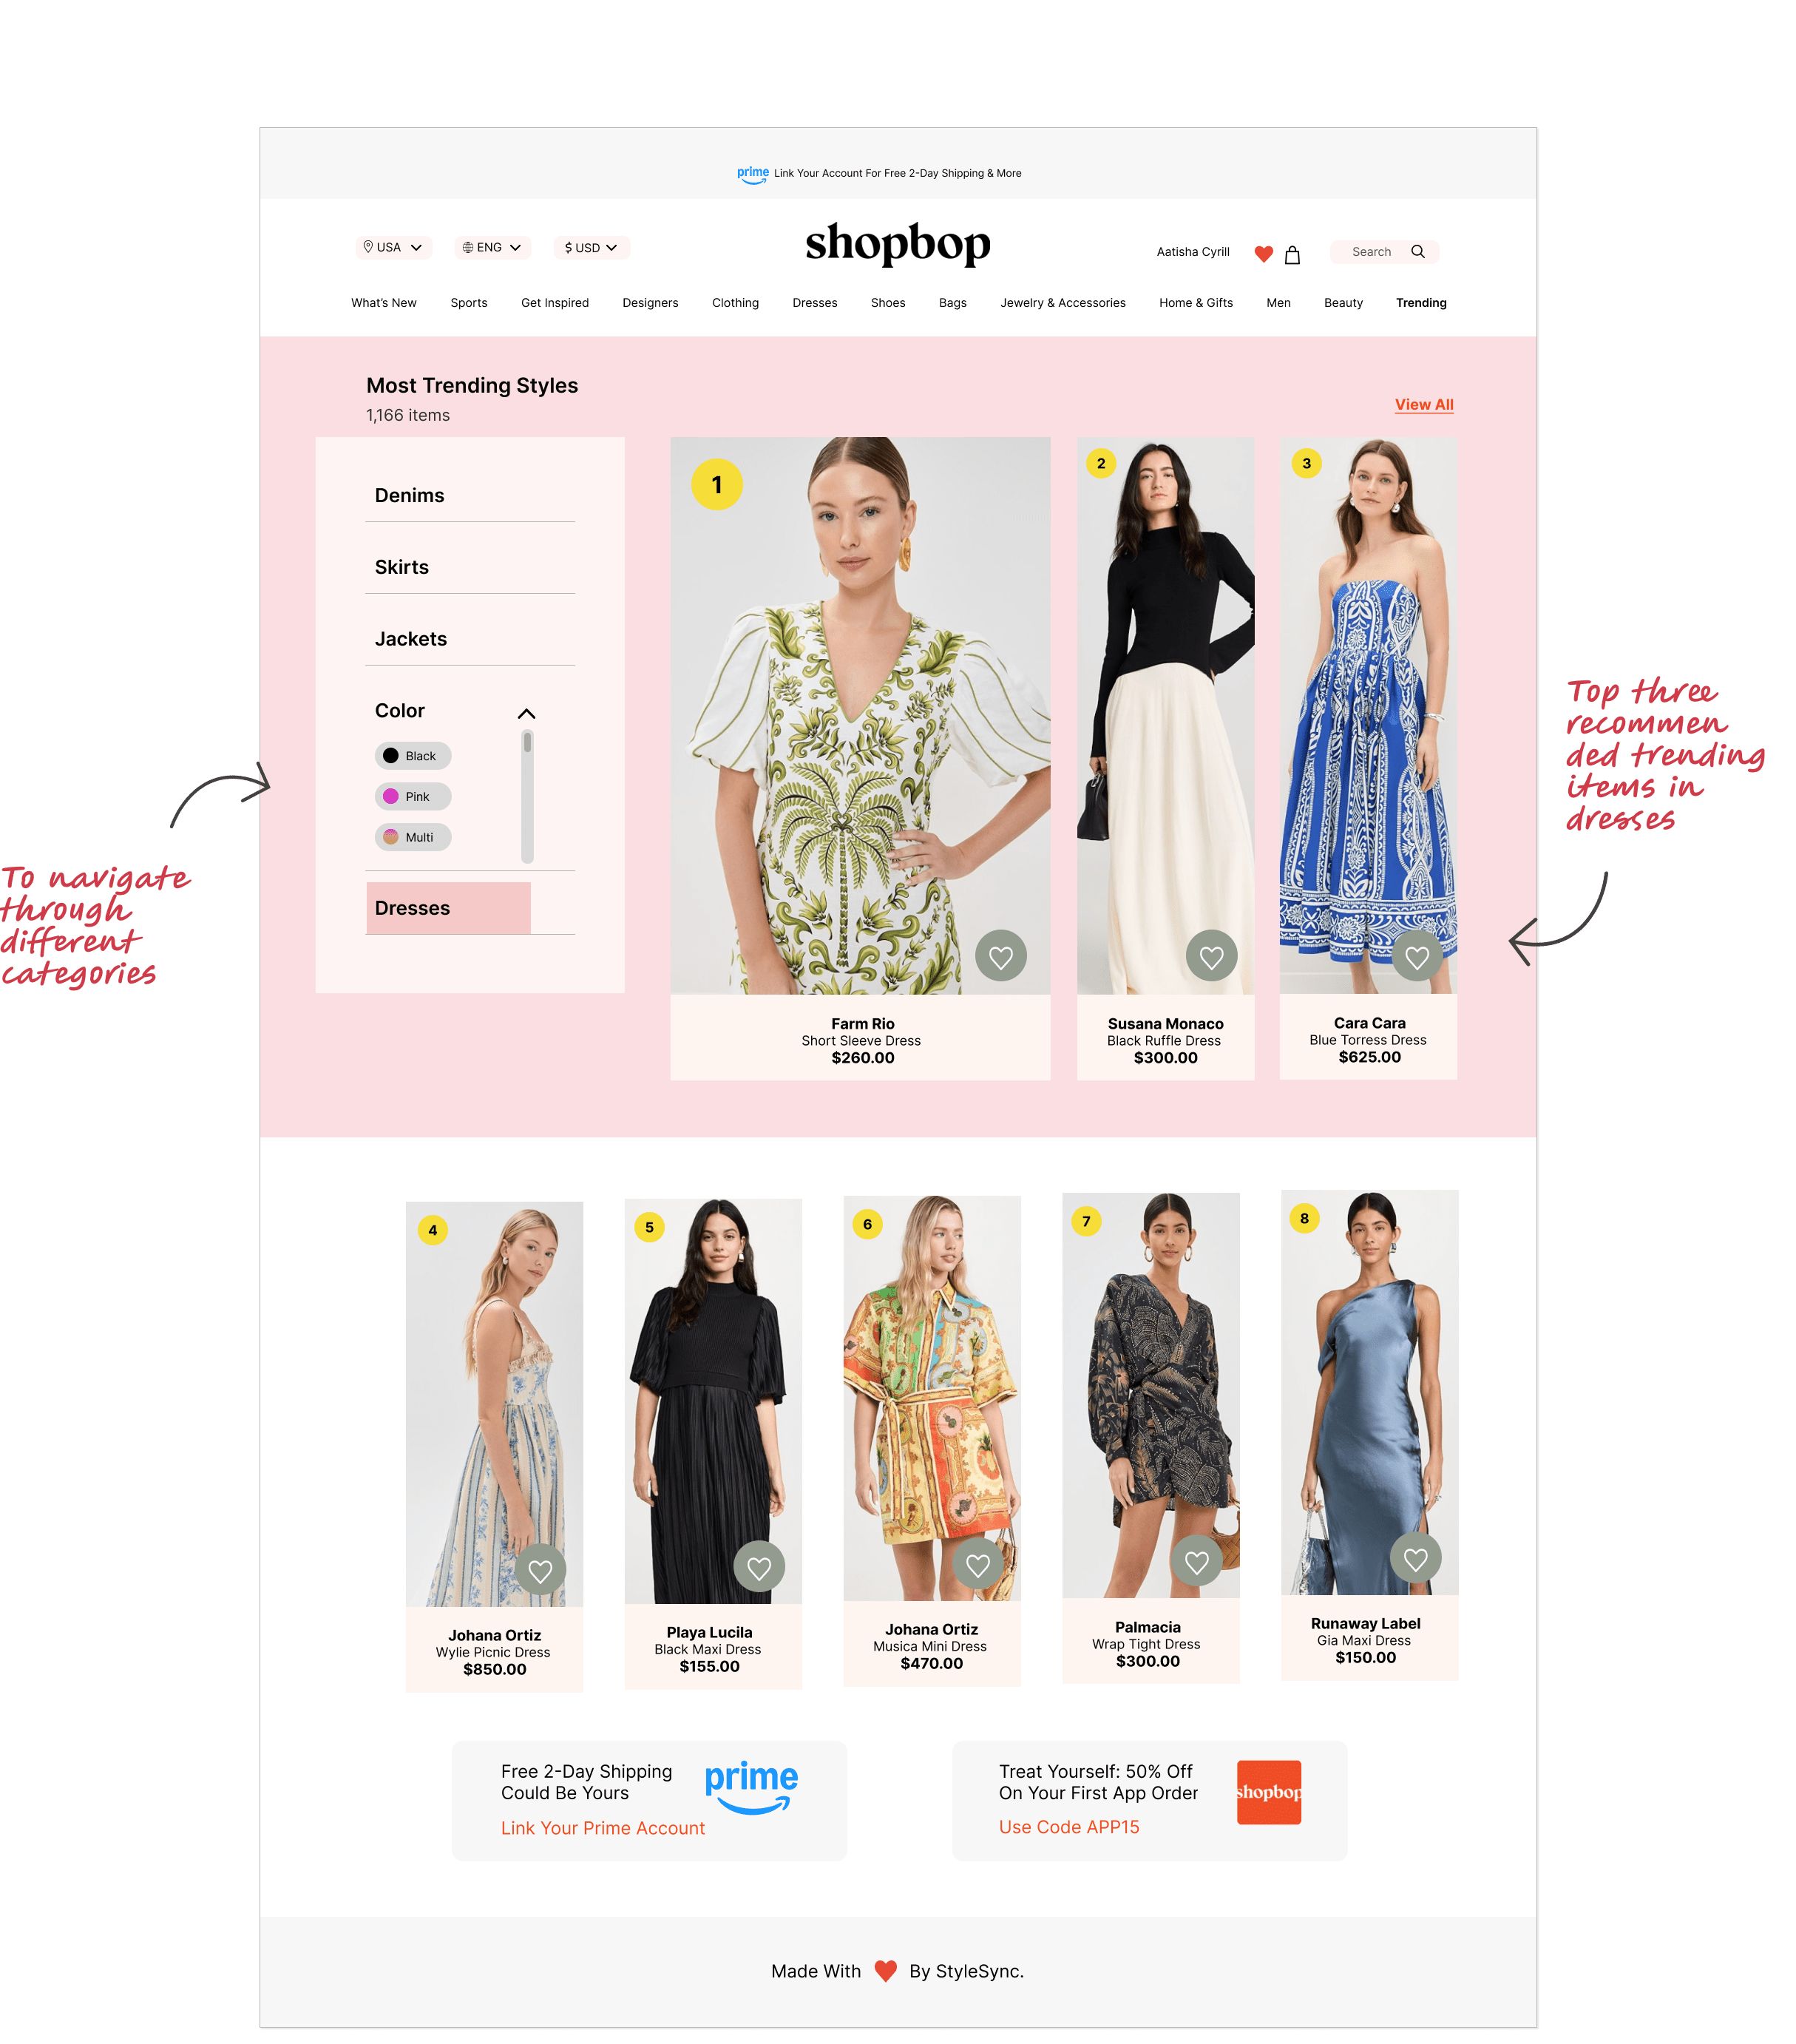 prime Link Your Account For Free 2-Day Shipping & More
USA ENG $ USD shopbop Aatisha Cyrill Search
What's New Sports Get Inspired Designers Clothing Dresses Shoes Bags Jewelry & Accessories Home & Gifts Men Beauty Trending
Most Trending Styles
1,166 items
View All
Denims
Skirts
Jackets
Color
Black
Pink
Multi
Dresses
1
2
3
Farm Rio
Short Sleeve Dress
$260.00
Susana Monaco
Black Ruffle Dress
$300.00
Cara Cara
Blue Torress Dress
$625.00
To navigate
through
different
categories
Top three
recommen
ded trending
items in
dresses
4
5
6
7
8
Johana Ortiz
Wylie Picnic Dress
$850.00
Playa Lucila
Black Maxi Dress
$155.00
Johana Ortiz
Musica Mini Dress
$470.00
Palmacia
Wrap Tight Dress
$300.00
Runaway Label
Gia Maxi Dress
$150.00
Free 2-Day Shipping
Could Be Yours
Link Your Prime Account
prime
Treat Yourself: 50% Off
On Your First App Order
Use Code APP15
shopbop
Made With By StyleSync.